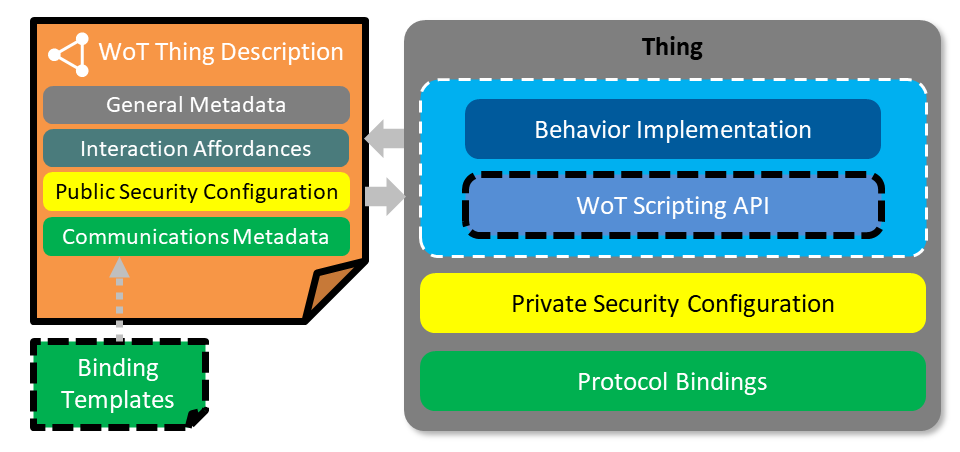 WoT Thing Description
General Metadata
Interaction Affordances
Public Security Configuration
Communications Metadata
Binding
Templates
Thing
Behavior Implementation
WoT Scripting API
Private Security Configuration
Protocol Bindings